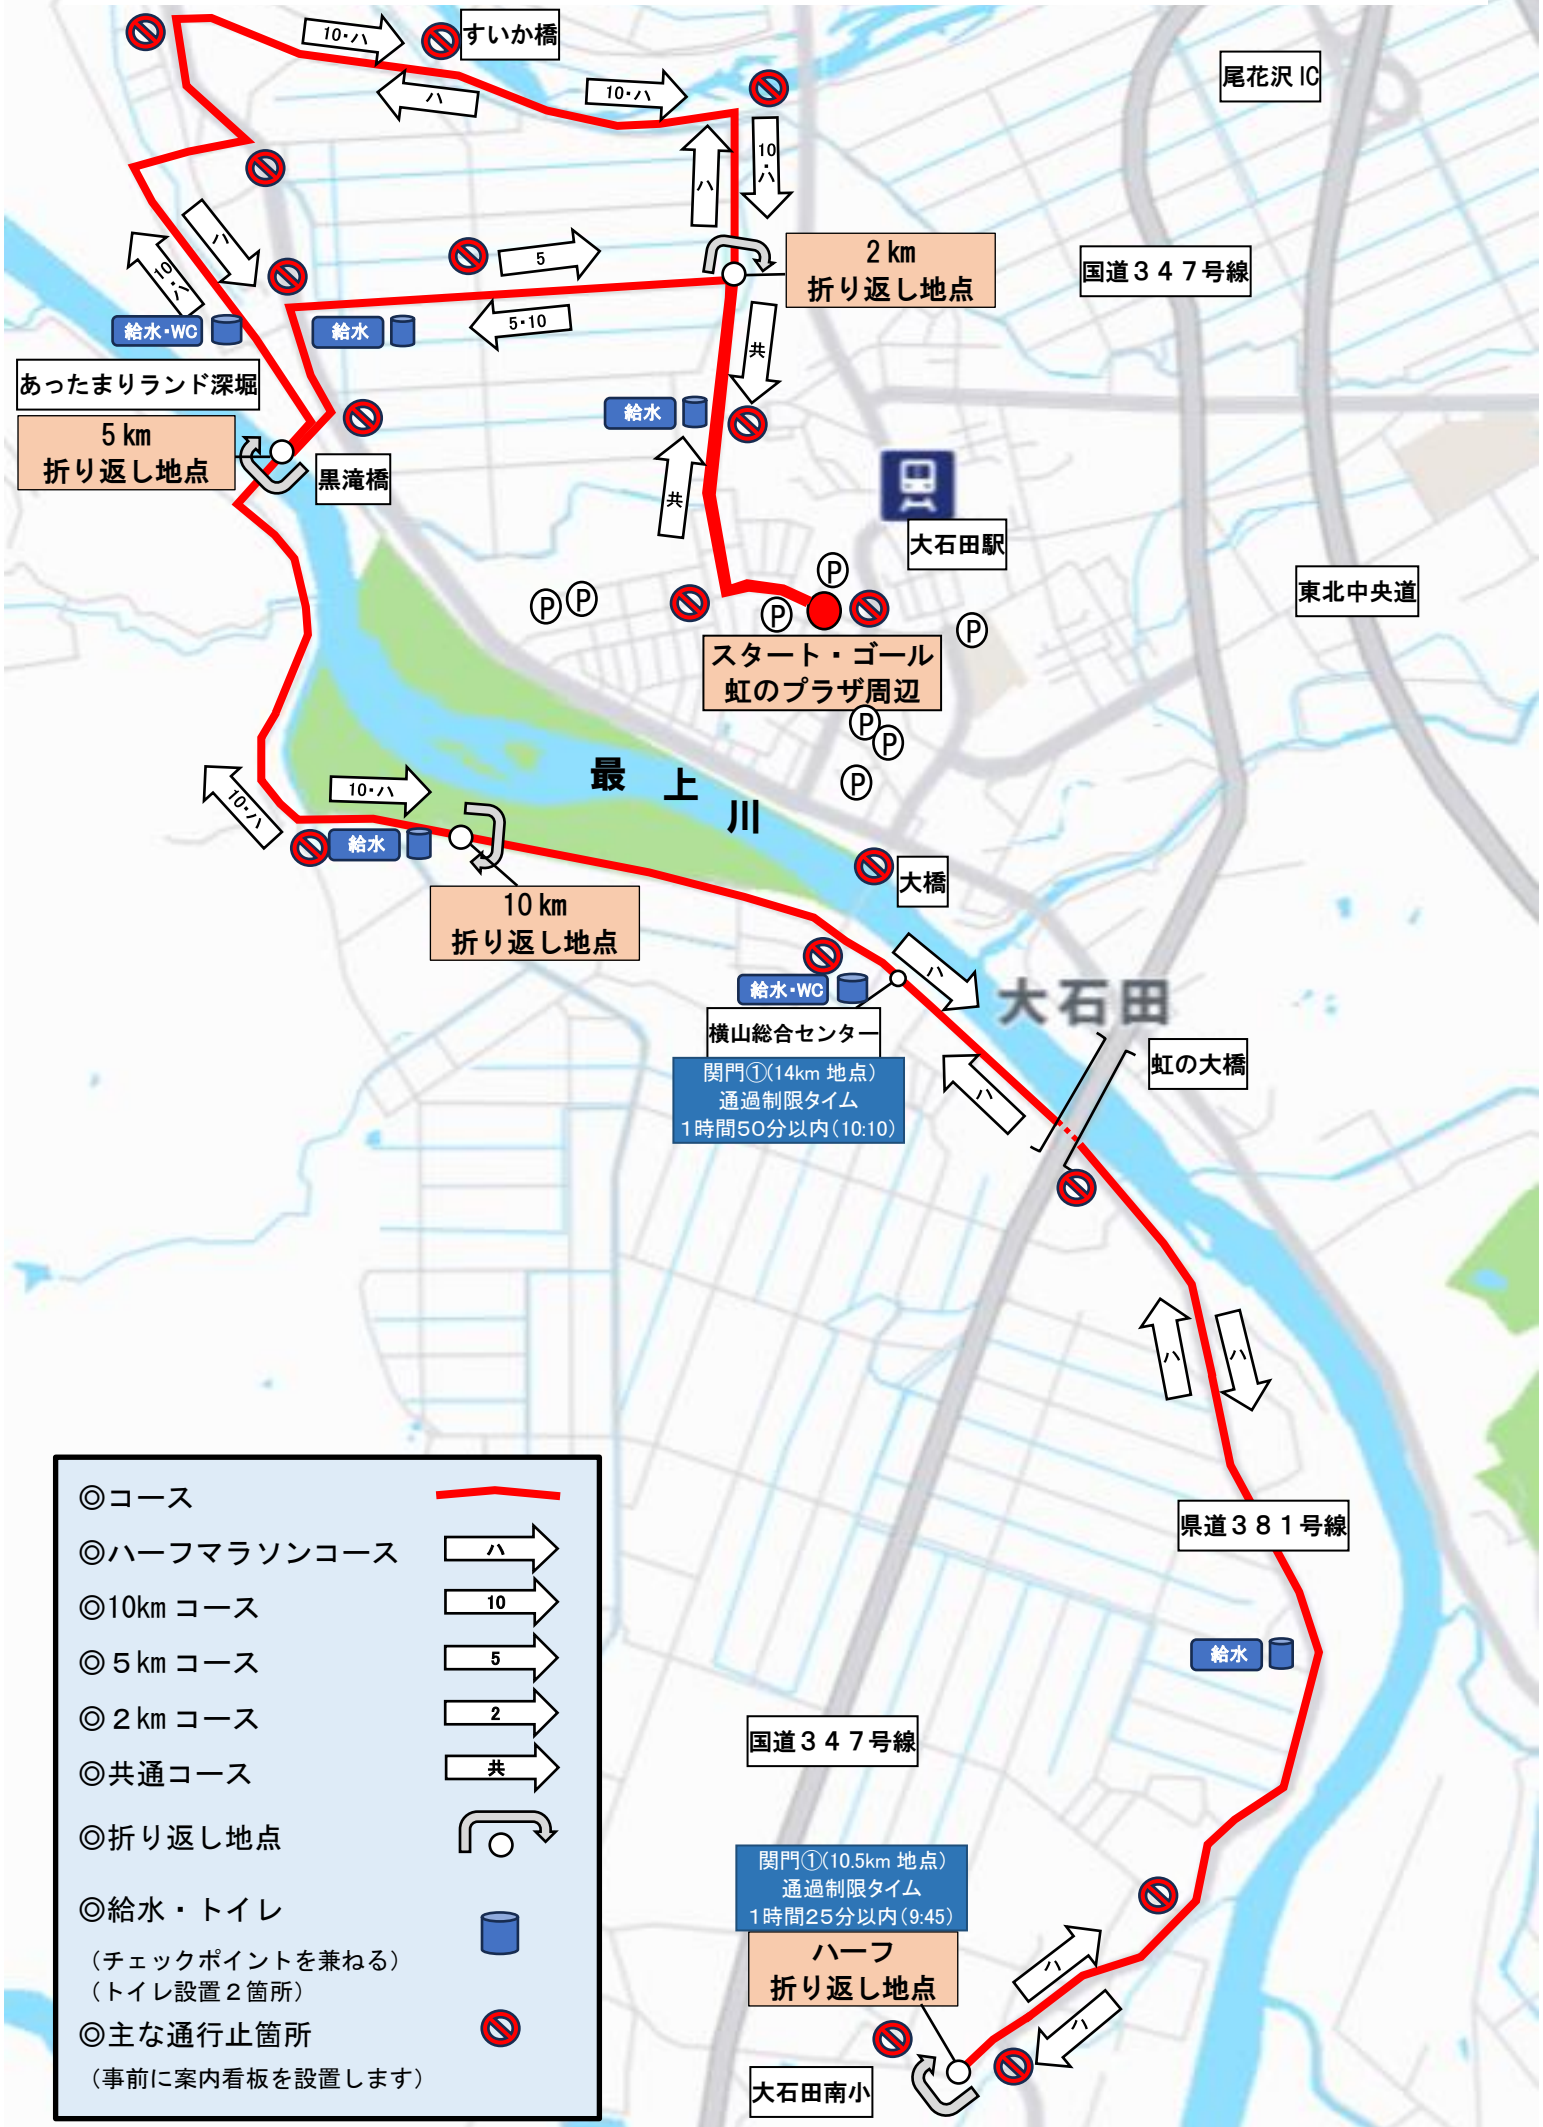 10・ハ
すいか橋
ハ
10・ハ
尾花沢 IC
10・ハ
ハ
ハ
10・ハ
5
2 km
折り返し地点
国道３４７号線
給水・WC
給水
5・10
共
あったまりランド深堀
給水
5 km
折り返し地点
黒滝橋
共
大石田駅
P
P
P
P
P
東北中央道
スタート・ゴール
虹のプラザ周辺
P
P
P
最 上 川
10・ハ
10・ハ
給水
大橋
10 km
折り返し地点
ハ
給水・WC
大石田
横山総合センター
虹の大橋
関門①(14km 地点)
通過制限タイム
1時間50分以内(10:10)
ハ
ハ
ハ
県道３８１号線
給水
国道３４７号線
関門①(10.5km 地点)
通過制限タイム
1時間25分以内(9:45)
ハーフ
折り返し地点
ハ
ハ
大石田南小
◎コース
◎ハーフマラソンコース
ハ
◎10km コース
10
◎５km コース
5
◎２km コース
2
◎共通コース
共
◎折り返し地点
◎給水・トイレ
（チェックポイントを兼ねる）
（トイレ設置２箇所）
◎主な通行止箇所
（事前に案内看板を設置します）